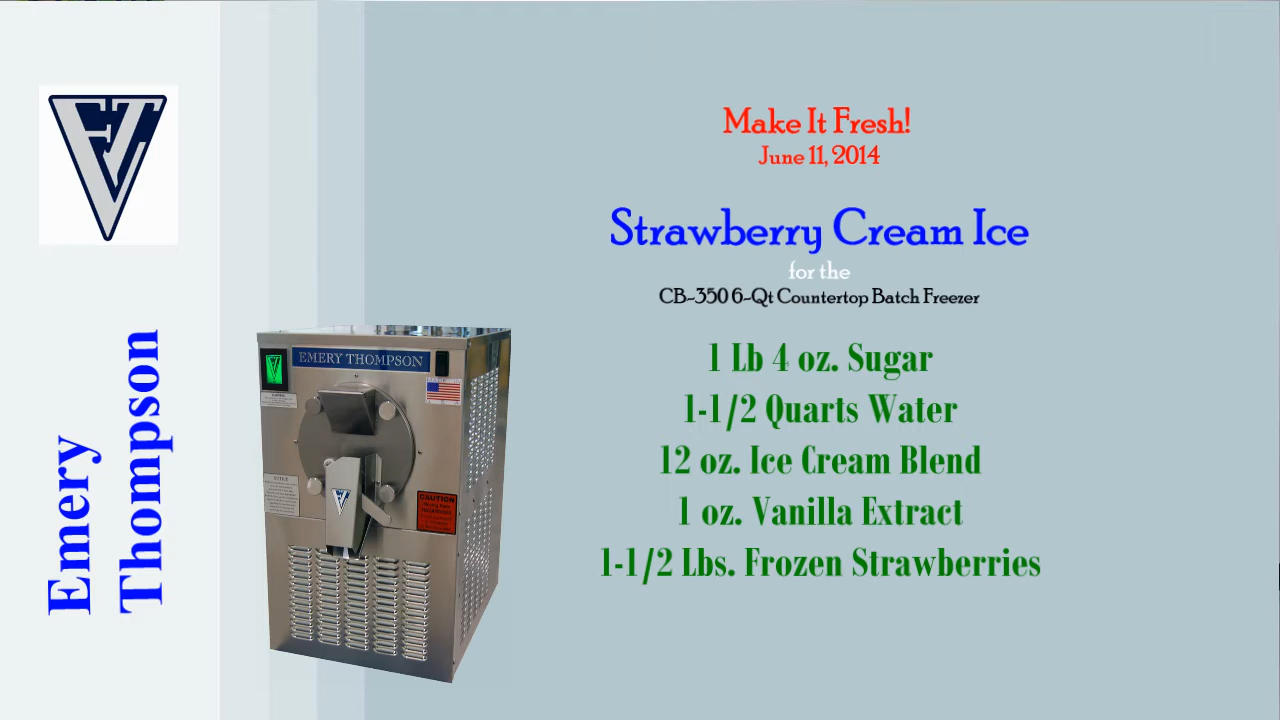 Emery
Thompson
Make It Fresh!
June 11, 2014
Strawberry Cream Ice
for the
CB-350 6-Qt Countertop Batch Freezer
1 Lb 4 oz. Sugar
1-1/2 Quarts Water
12 oz. Ice Cream Blend
1 oz. Vanilla Extract
1-1/2 Lbs. Frozen Strawberries
EMERY THOMPSON
NOTICE
CAUTION